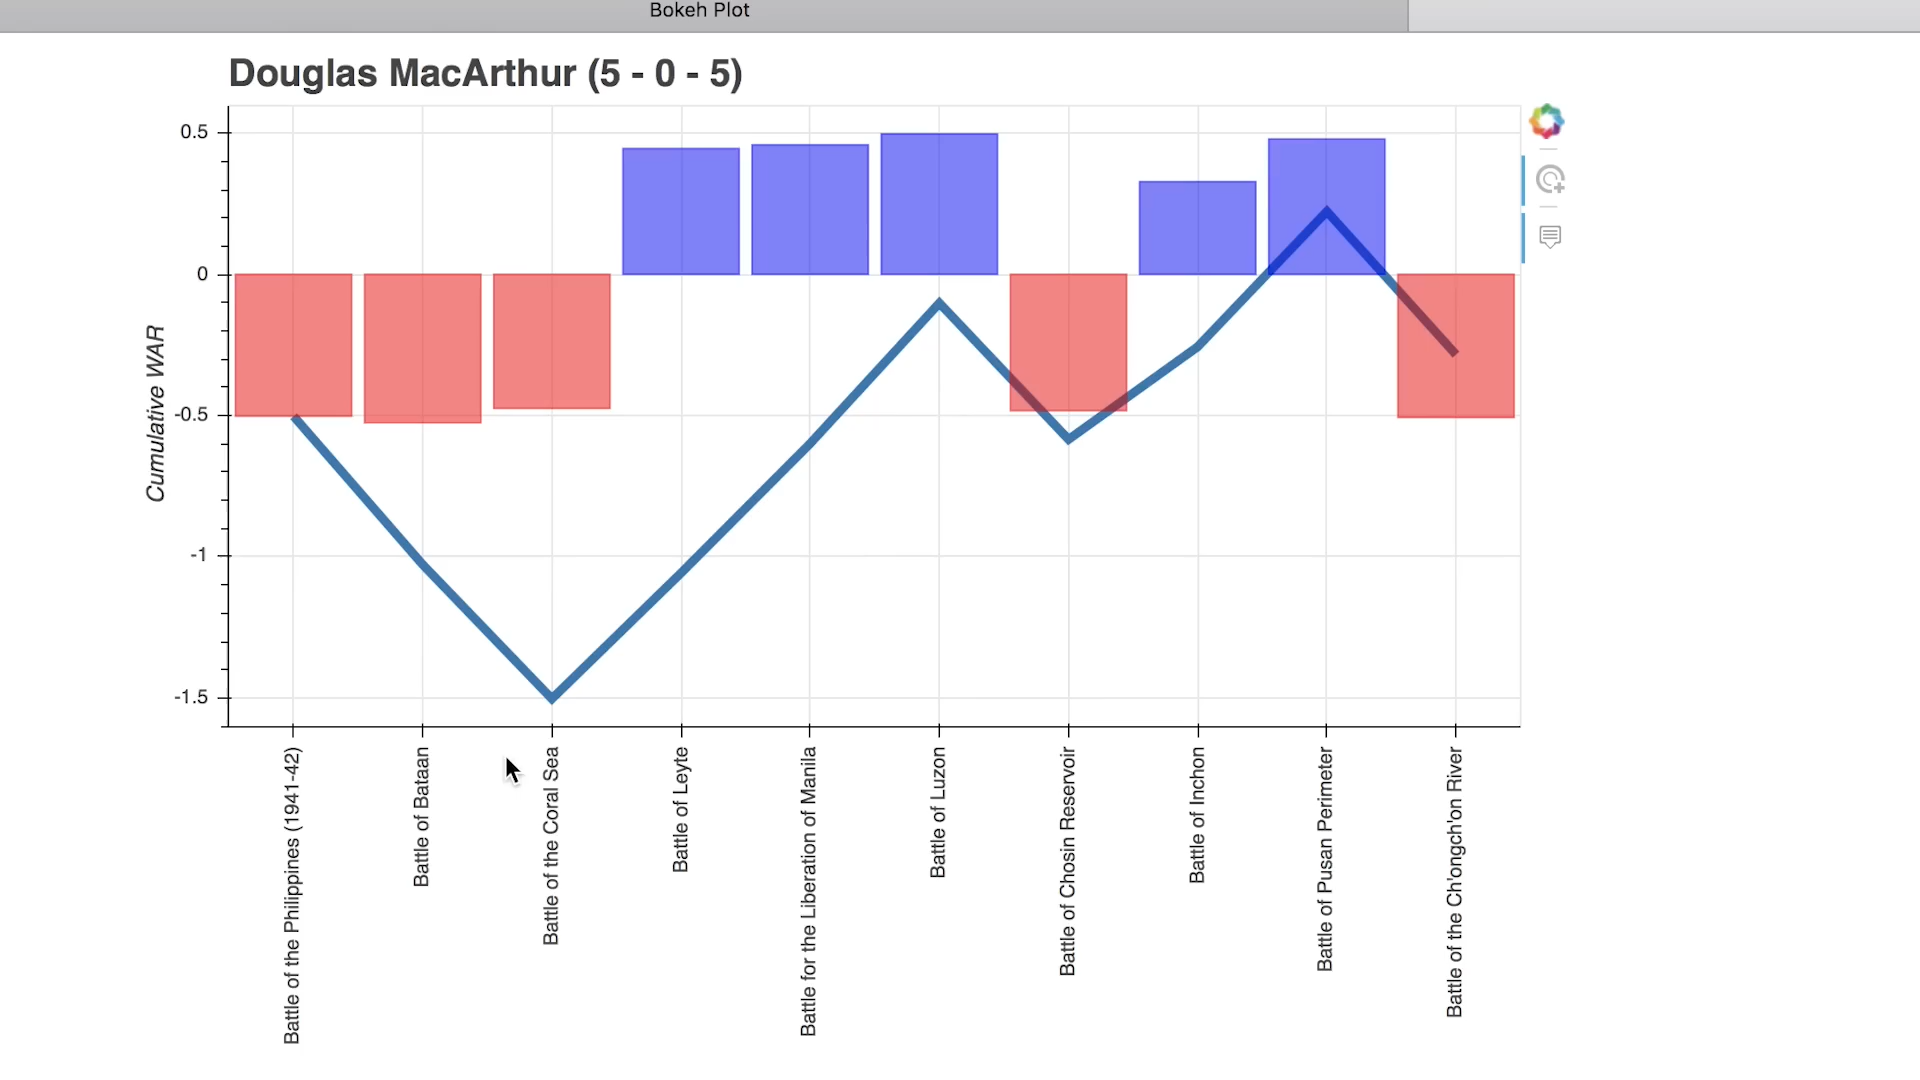 Bokeh Plot
Douglas MacArthur (5 - 0 - 5)
0.5
0
-0.5
-1
-1.5
Cumulative WAR
Battle of the Philippines (1941-42)
Battle of Bataan
Battle of the Coral Sea
Battle of Leyte
Battle for the Liberation of Manila
Battle of Luzon
Battle of Chosin Reservoir
Battle of Inchon
Battle of Pusan Perimeter
Battle of the Ch'ongch'on River